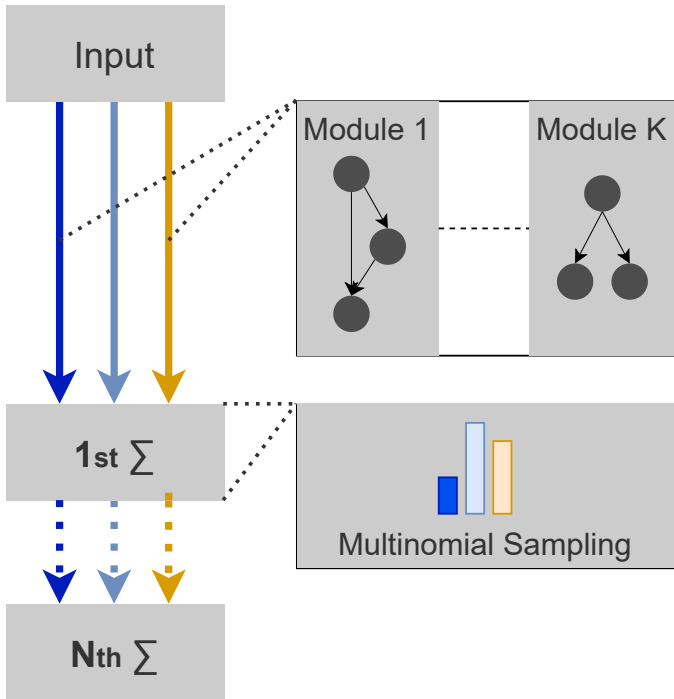 Input
Module 1
Module K
1st ∑
Multinomial Sampling
Nth ∑